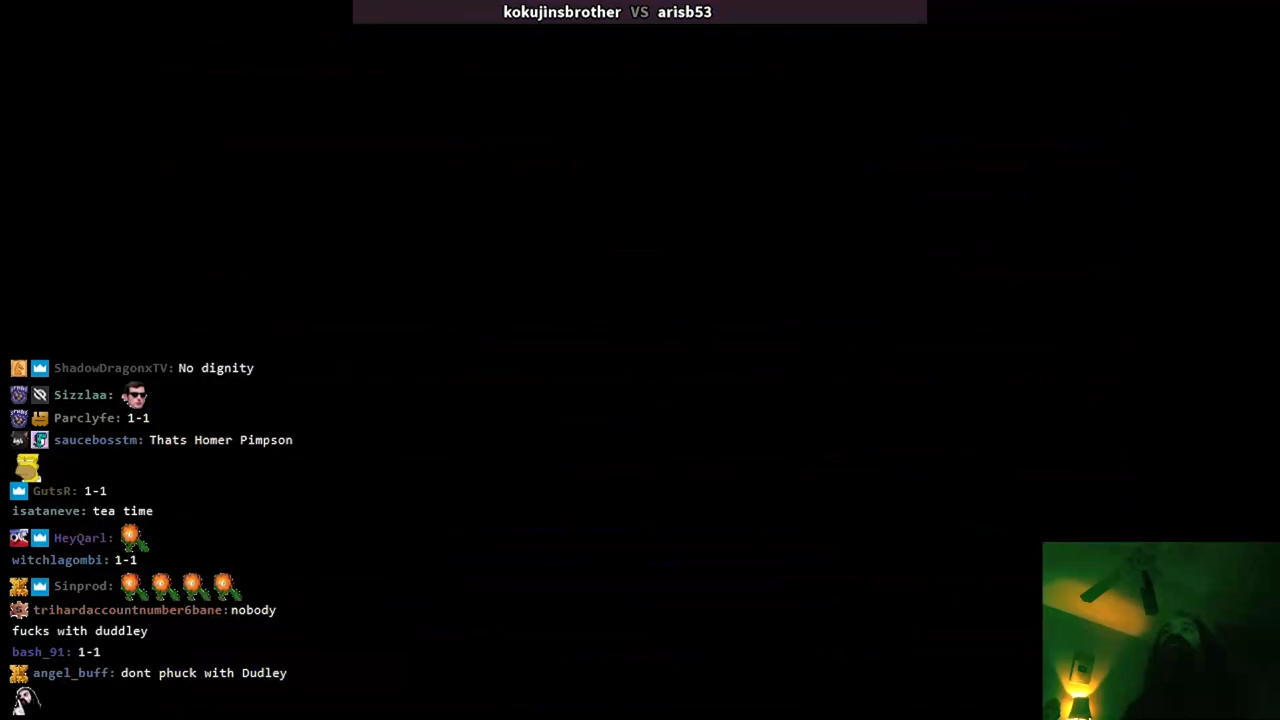 kokujinsbrother VS arisb53
ShadowDragonxTV: No dignity
Sizzlaa:
Parclyfe: 1-1
saucebosstm: Thats Homer Pimpson
GutsR: 1-1
isataneve: tea time
HeyQarl:
witchlagombi: 1-1
Sinprod:
trihardaccountnumber6bane: nobody
fucks with duddley
bash_91: 1-1
angel_buff: dont phuck with Dudley